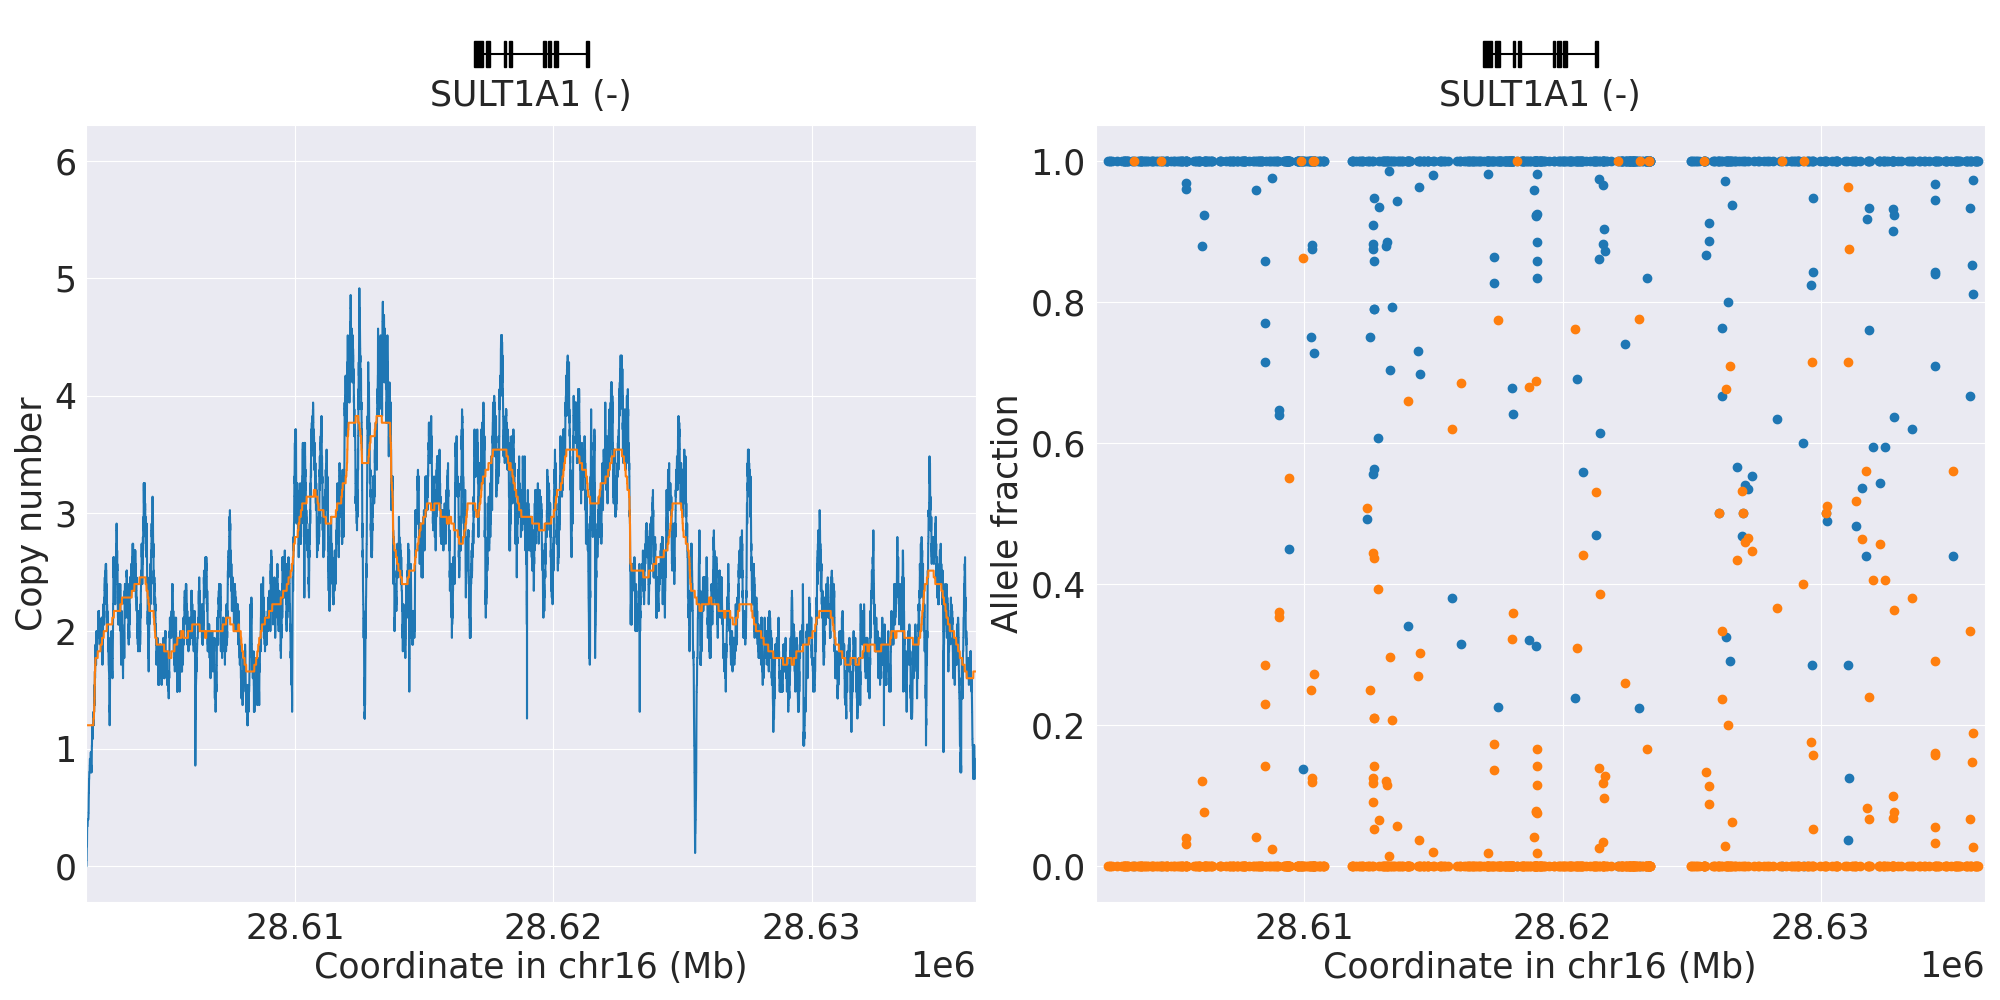 SULT1A1 (-)
6
5
4
3
2
1
0
Copy number
28.61
28.62
28.63
Coordinate in chr16 (Mb)
1e6
SULT1A1 (-)
1.0
0.8
0.6
0.4
0.2
0.0
Allele fraction
28.61
28.62
28.63
Coordinate in chr16 (Mb)
1e6